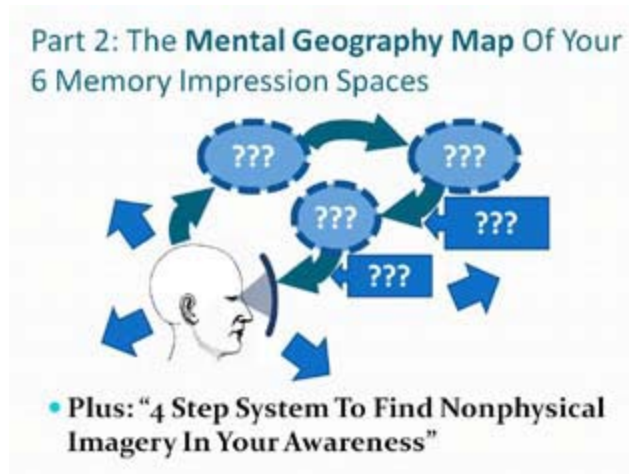 Part 2: The Mental Geography Map Of Your
6 Memory Impression Spaces
???
???
???
???
???
• Plus: “4 Step System To Find Nonphysical
Imagery In Your Awareness”